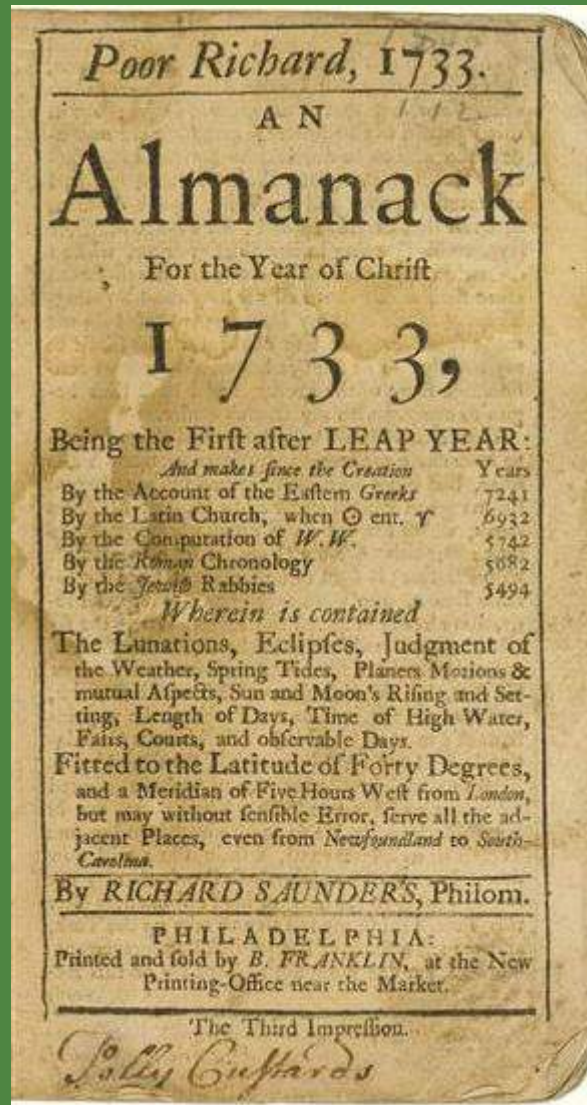 Poor Richard, 1733.
AN
Almanack
For the Year of Chriſt
1733,
Being the Firſt after LEAP YEAR:
And makes ſince the Creation Years
By the Account of the Eaſtern Greeks 7241
By the Latin Church, when ☉ ent. ♈ 6932
By the Computation of W. W. 5742
By the Roman Chronology 5682
By the Jewiſh Rabbies 5494
Wherein is contained
The Lunations, Eclipſes, Judgment of
the Weather, Spring Tides, Planets Motions &
mutual Aſpects, Sun and Moon's Riſing and Set-
ting, Length of Days, Time of High Water,
Fairs, Courts, and obſervable Days.
Fitted to the Latitude of Forty Degrees,
and a Meridian of Five Hours Weſt from London,
but may without ſenſible Error, ſerve all the ad-
jacent Places, even from Newfoundland to South-
Carolina.
By RICHARD SAUNDERS, Philom.
PHILADELPHIA:
Printed and ſold by B. FRANKLIN, at the New
Printing-Office near the Market.
The Third Impreſſion.
Polly Cuſtards